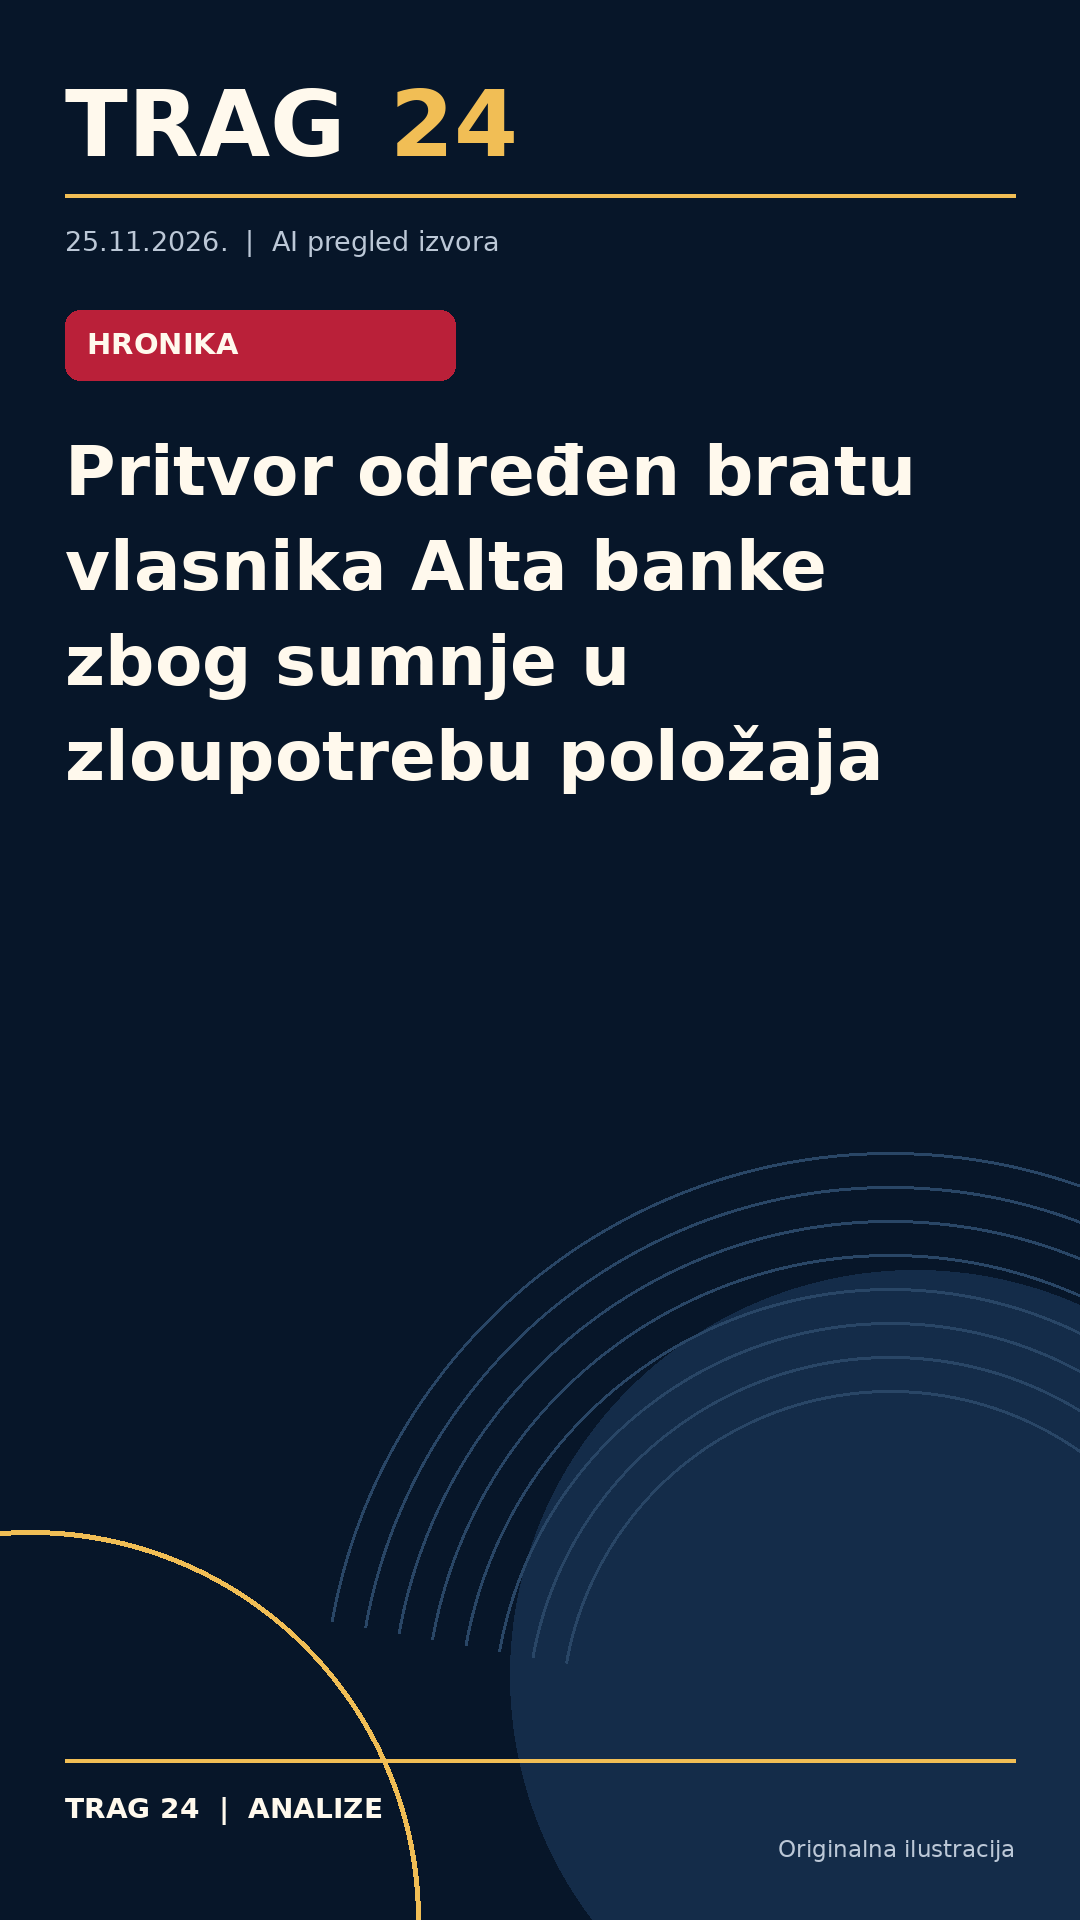 TRAG 24
25.11.2026. | AI pregled izvora
HRONIKA
Pritvor određen bratu
vlasnika Alta banke
zbog sumnje u
zloupotrebu položaja
TRAG 24 | ANALIZE
Originalna ilustracija